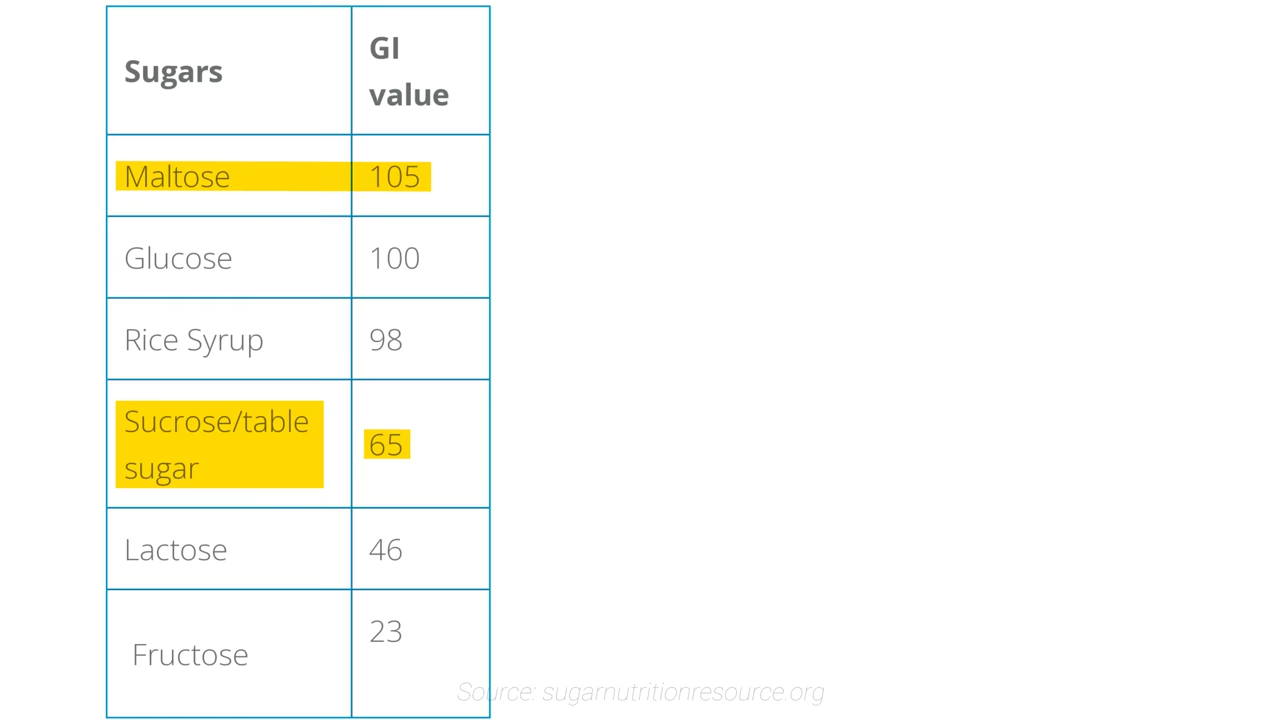 Sugars GI value
Maltose 105
Glucose 100
Rice Syrup 98
Sucrose/table sugar 65
Lactose 46
Fructose 23
Source: sugarnutritionresource.org